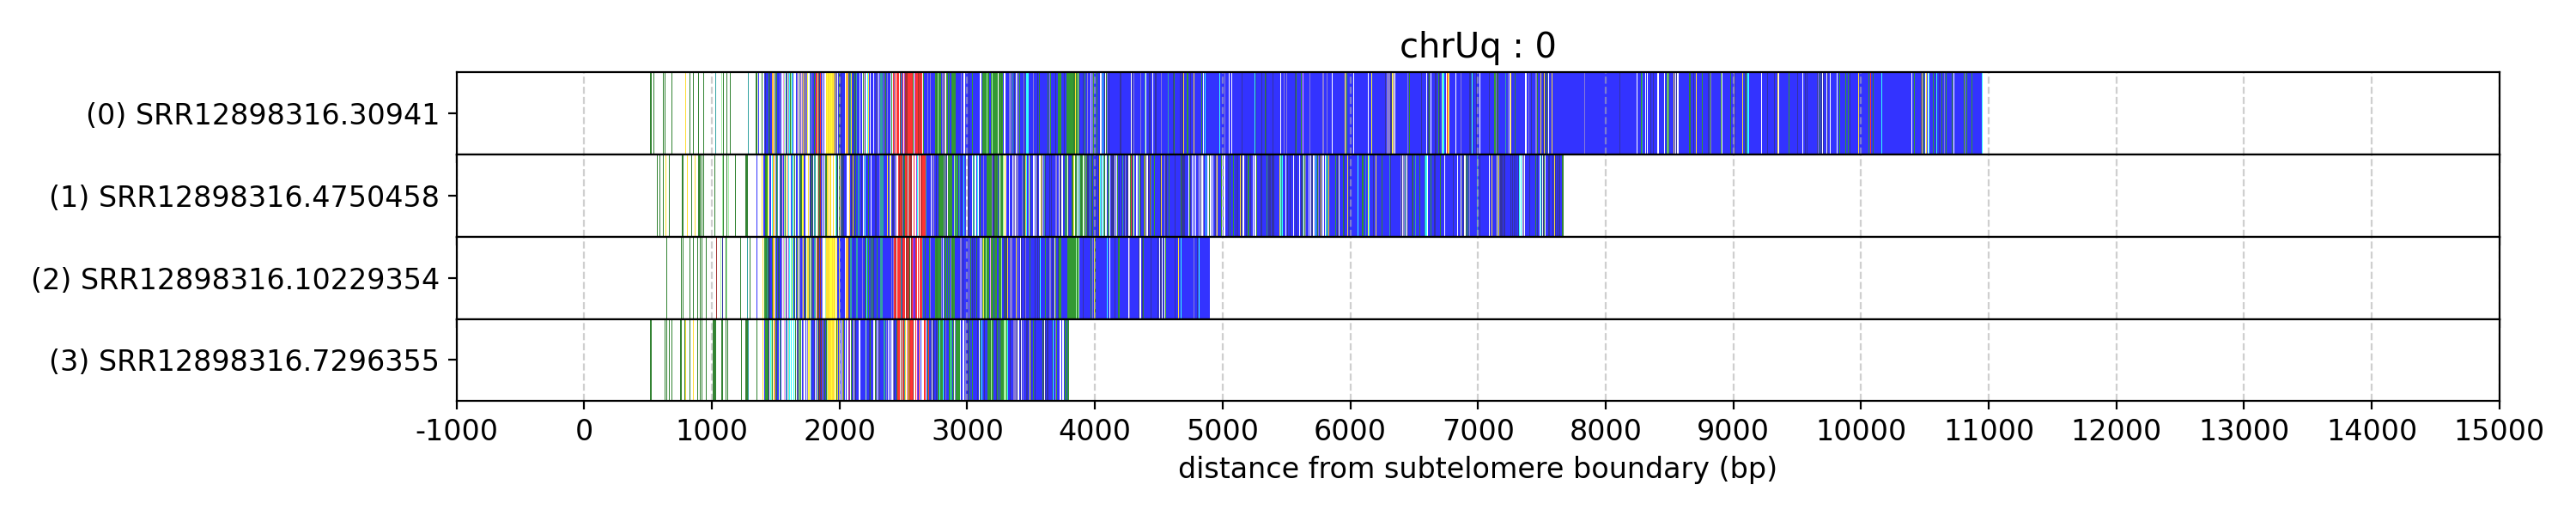 chrUq : 0
(0) SRR12898316.30941
(1) SRR12898316.4750458
(2) SRR12898316.10229354
(3) SRR12898316.7296355
-1000 0 1000 2000 3000 4000 5000 6000 7000 8000 9000 10000 11000 12000 13000 14000 15000
distance from subtelomere boundary (bp)